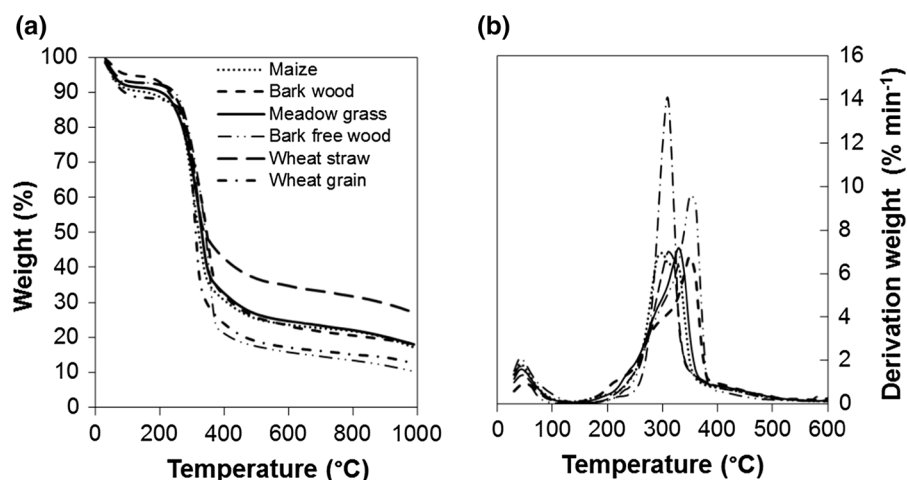 (a)
100
90
80
70
60
50
40
30
20
10
0
Weight (%)
0 200 400 600 800 1000
Temperature (°C)
Maize
Bark wood
Meadow grass
Bark free wood
Wheat straw
Wheat grain
(b)
16
14
12
10
8
6
4
2
0
Derivation weight (% min-1)
0 100 200 300 400 500 600
Temperature (°C)